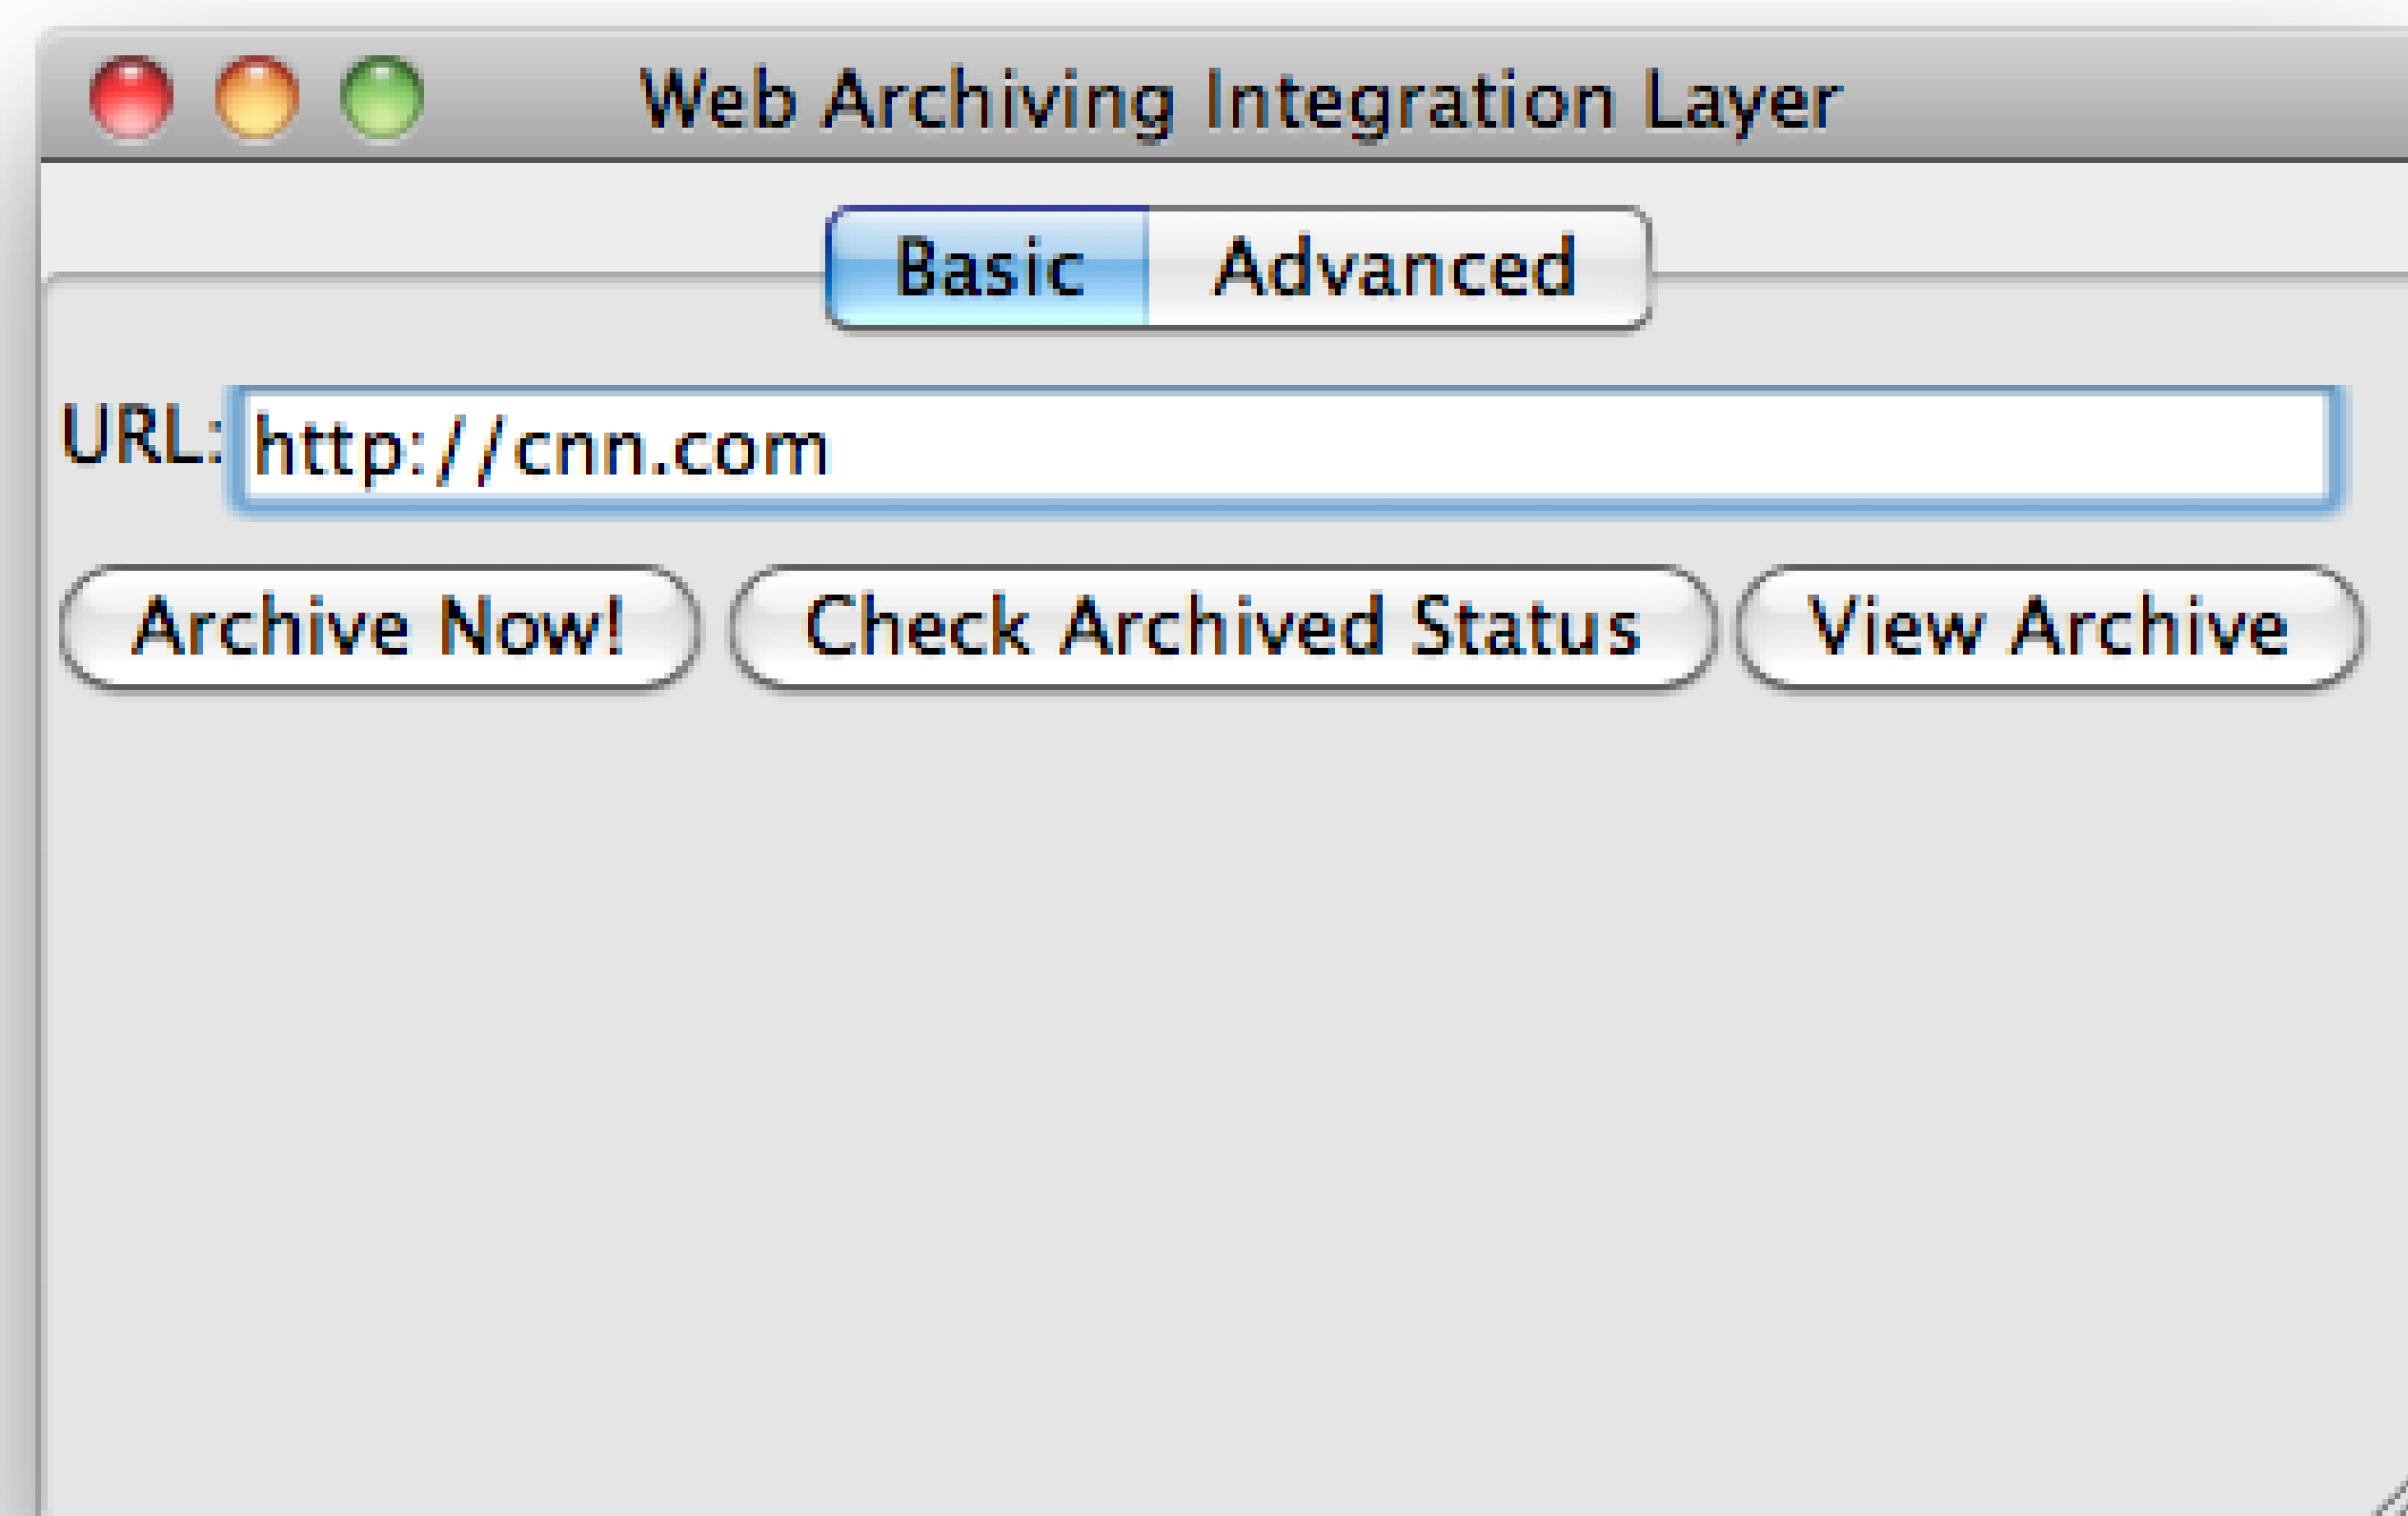 Web Archiving Integration Layer
Basic Advanced
URL: http://cnn.com
Archive Now! Check Archived Status View Archive